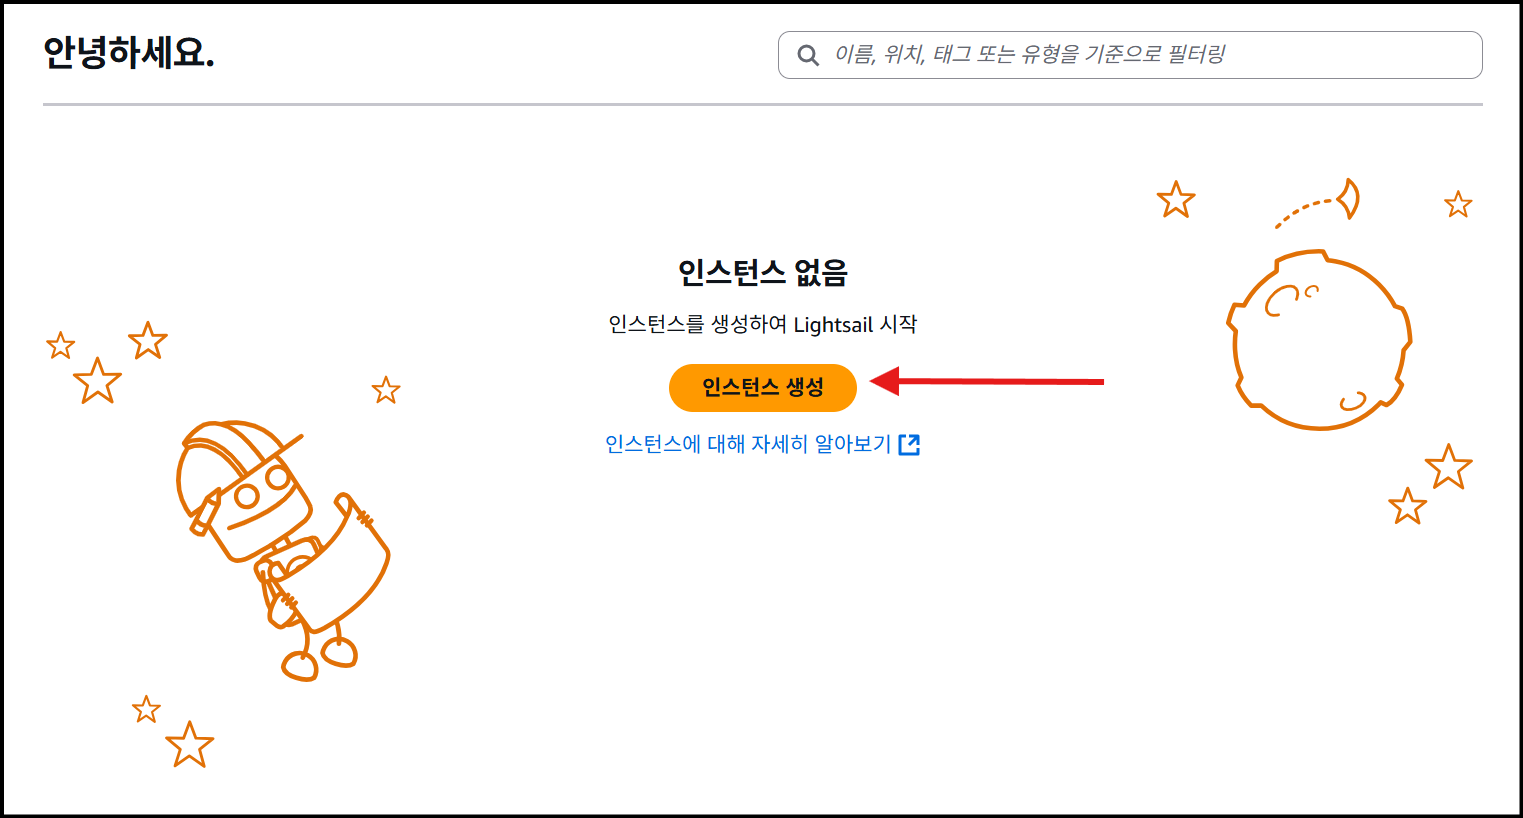 안녕하세요.
이름, 위치, 태그 또는 유형을 기준으로 필터링
인스턴스 없음
인스턴스를 생성하여 Lightsail 시작
인스턴스 생성
인스턴스에 대해 자세히 알아보기